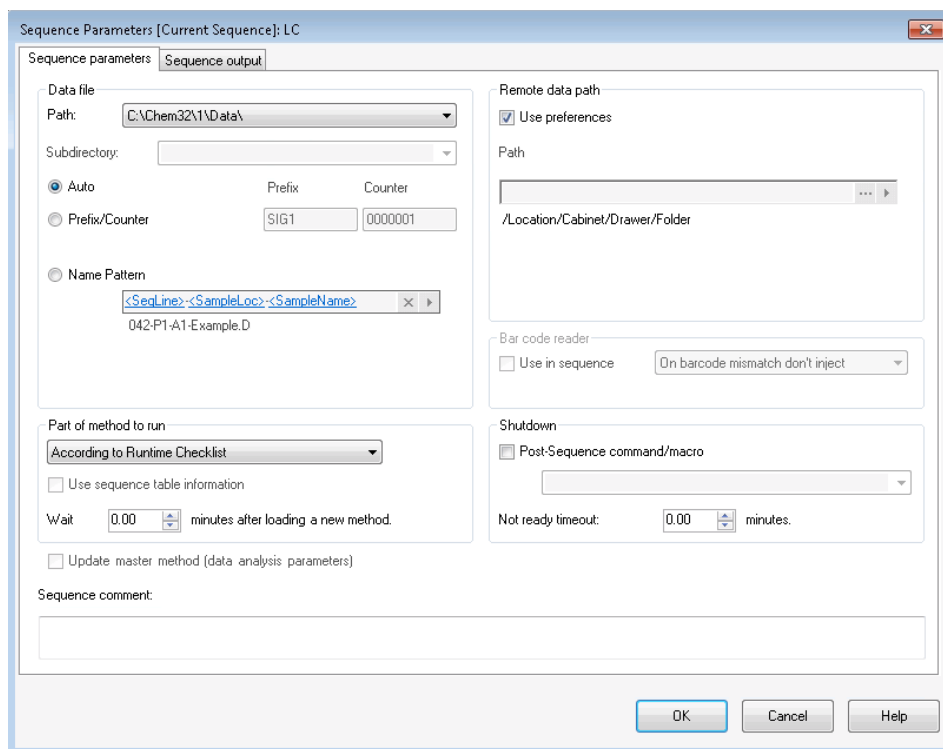 Sequence Parameters [Current Sequence]: LC
Sequence parameters
Sequence output
Data file
Path:
C:\Chem32\1\Data\
Subdirectory:
Auto
Prefix
Counter
Prefix/Counter
SIG1
0000001
Name Pattern
<SeqLine>-<SampleLoc>-<SampleName>
042-P1-A1-Example.D
Remote data path
Use preferences
Path
...
/Location/Cabinet/Drawer/Folder
Bar code reader
Use in sequence
On barcode mismatch don't inject
Part of method to run
According to Runtime Checklist
Use sequence table information
Wait 0.00 minutes after loading a new method.
Shutdown
Post-Sequence command/macro
Not ready timeout: 0.00 minutes.
Update master method (data analysis parameters)
Sequence comment:
OK
Cancel
Help